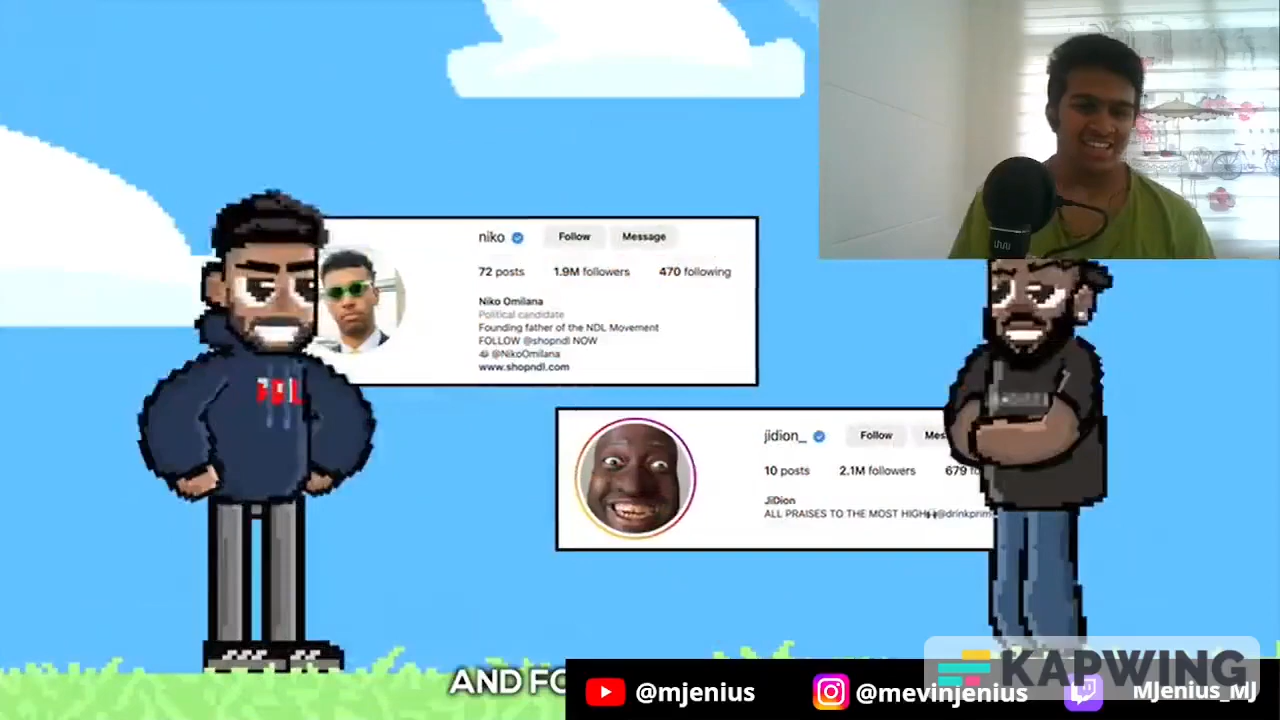 niko Follow Message
72 posts 1.9M followers 470 following
Niko Omilana
Political candidate
Founding father of the NDL Movement
FOLLOW @shopndl NOW
@NikoOmilana
www.shopndl.com
jidion_ Follow
10 posts 2.1M followers 679
JiDion
ALL PRAISES TO THE MOST HIGH
AND
KAPWING
@mjenius @mevinjenius MJenius_MJ